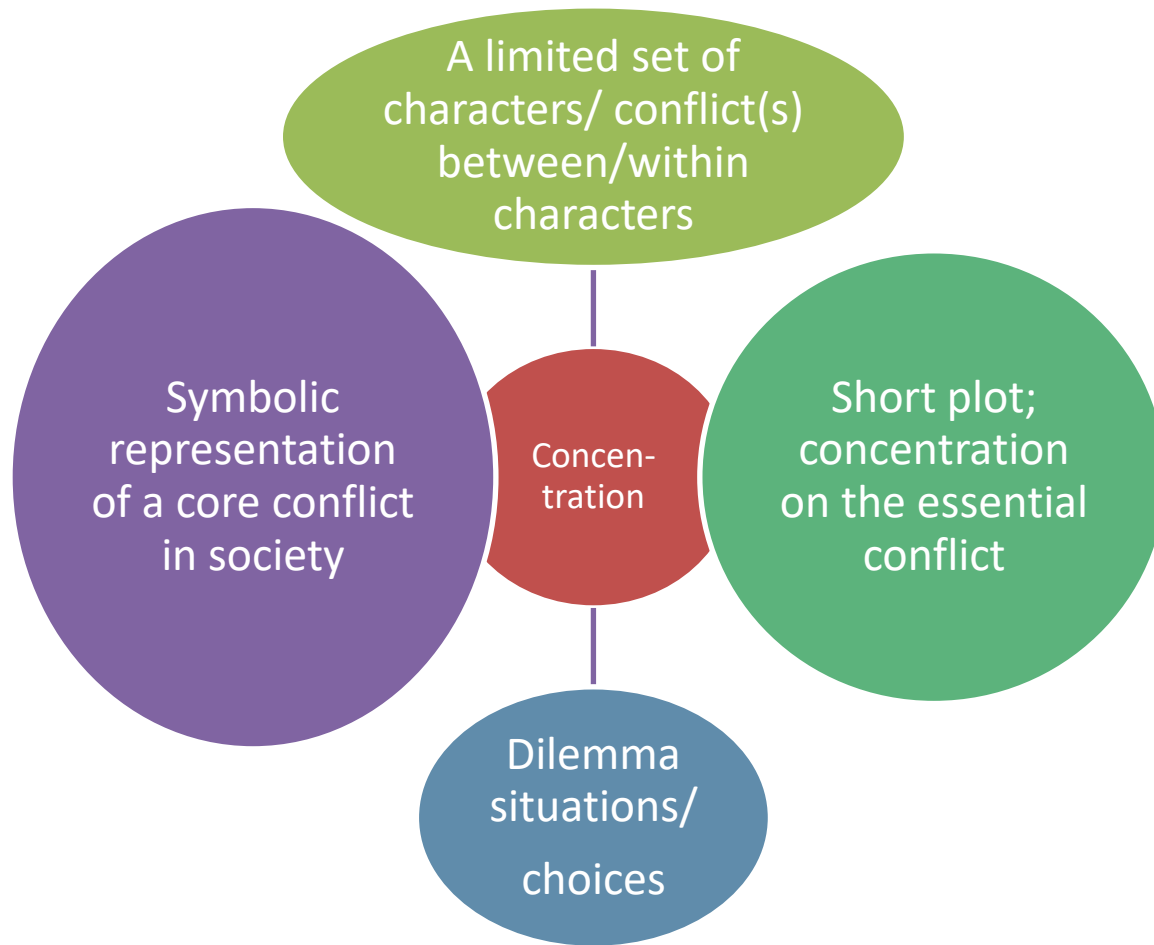 A limited set of
characters/ conflict(s)
between/within
characters
Symbolic
representation
of a core conflict
in society
Concen-
tration
Short plot;
concentration
on the essential
conflict
Dilemma
situations/
choices